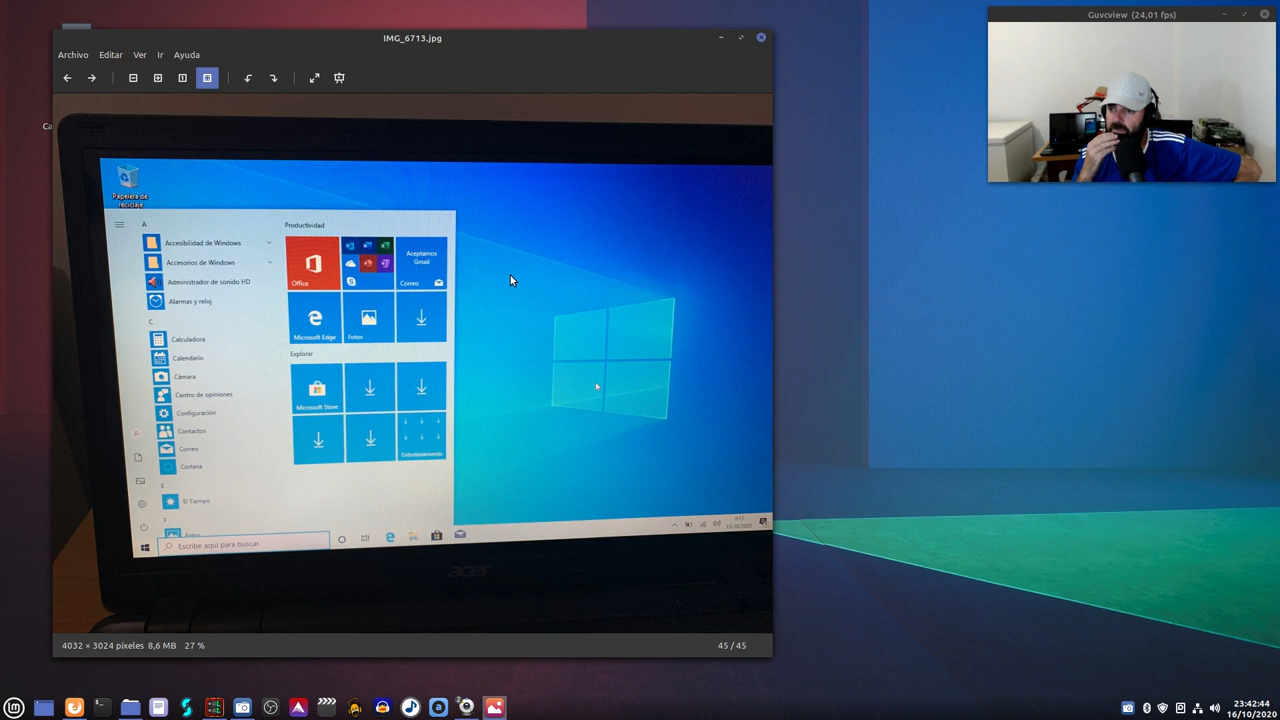 IMG_6713.jpg
Guvcview (24,01 fps)
Archivo Editar Ver Ir Ayuda
Ca
Papelera de
reciclaje
A
Productividad
Accesibilidad de Windows
Accesorios de Windows
Administrador de sonido HD
Alarmas y reloj
Office
Aceptamos
Gmail
Correo
C
Calculadora
Calendario
Cámara
Centro de opiniones
Configuración
Contactos
Correo
Cortana
Microsoft Edge
Fotos
Explorar
Microsoft Store
Entretenimiento
E
El Tiempo
F
Fotos
Escribe aquí para buscar
acer
4032 × 3024 píxeles 8,6 MB 27 %
45 / 45
23:42:44
16/10/2020